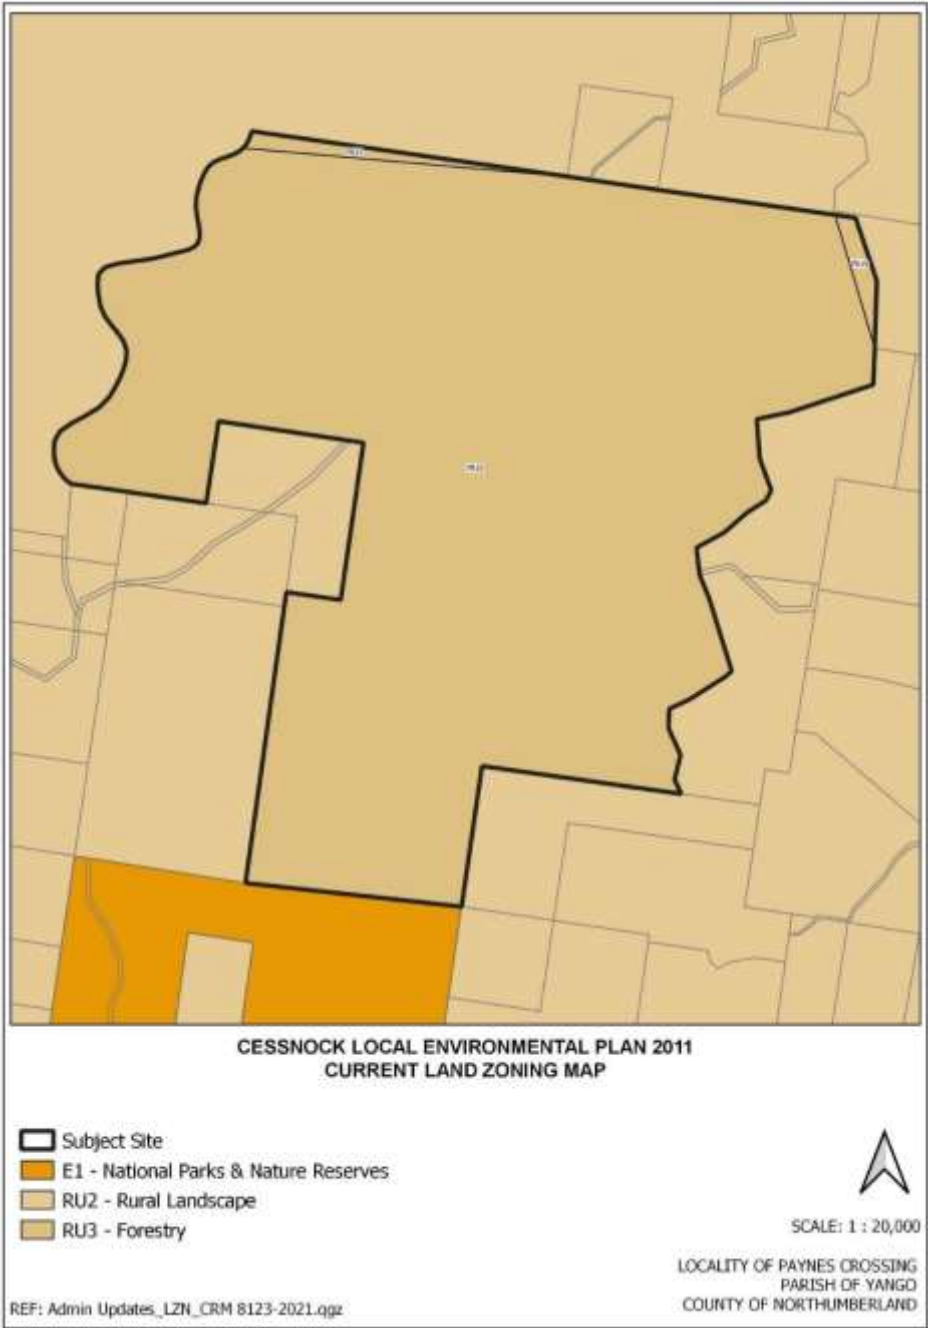 CESSNOCK LOCAL ENVIRONMENTAL PLAN 2011
CURRENT LAND ZONING MAP
Subject Site
E1 - National Parks & Nature Reserves
RU2 - Rural Landscape
RU3 - Forestry
SCALE: 1 : 20,000
LOCALITY OF PAYNES CROSSING
PARISH OF YANGO
COUNTY OF NORTHUMBERLAND
REF: Admin Updates_LZN_CRM 8123-2021.qgz